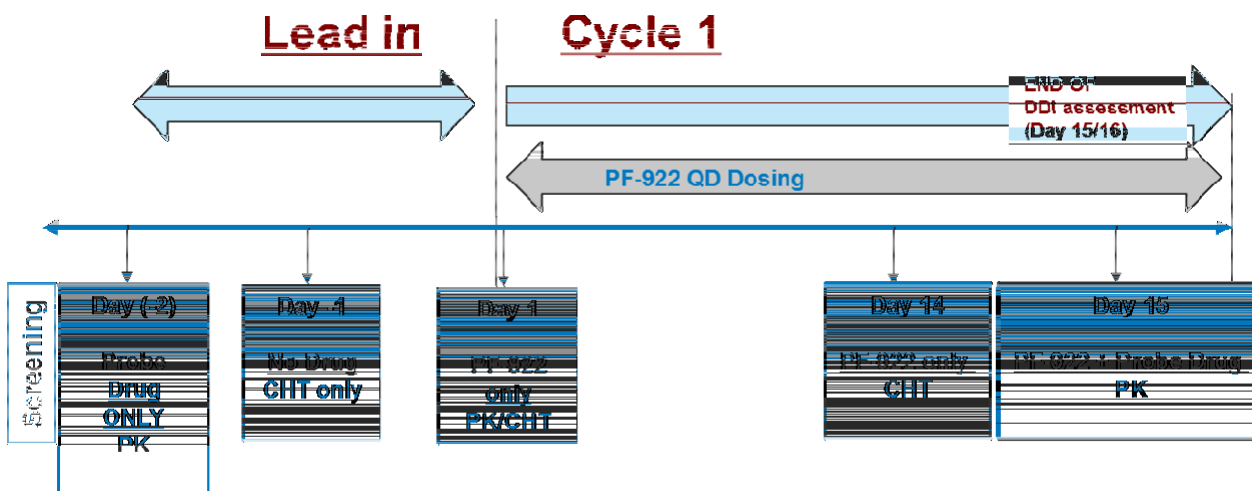 Lead in
Cycle 1
END OF
DDI assessment
(Day 15/16)
PF-922 QD Dosing
Screening
Day (-2)
Probe
Drug
ONLY
PK
Day -1
No Drug
CHT only
Day 1
PF-922
only
PK/CHT
Day 14
PF-922 only
CHT
Day 15
PF-922 + Probe Drug
PK